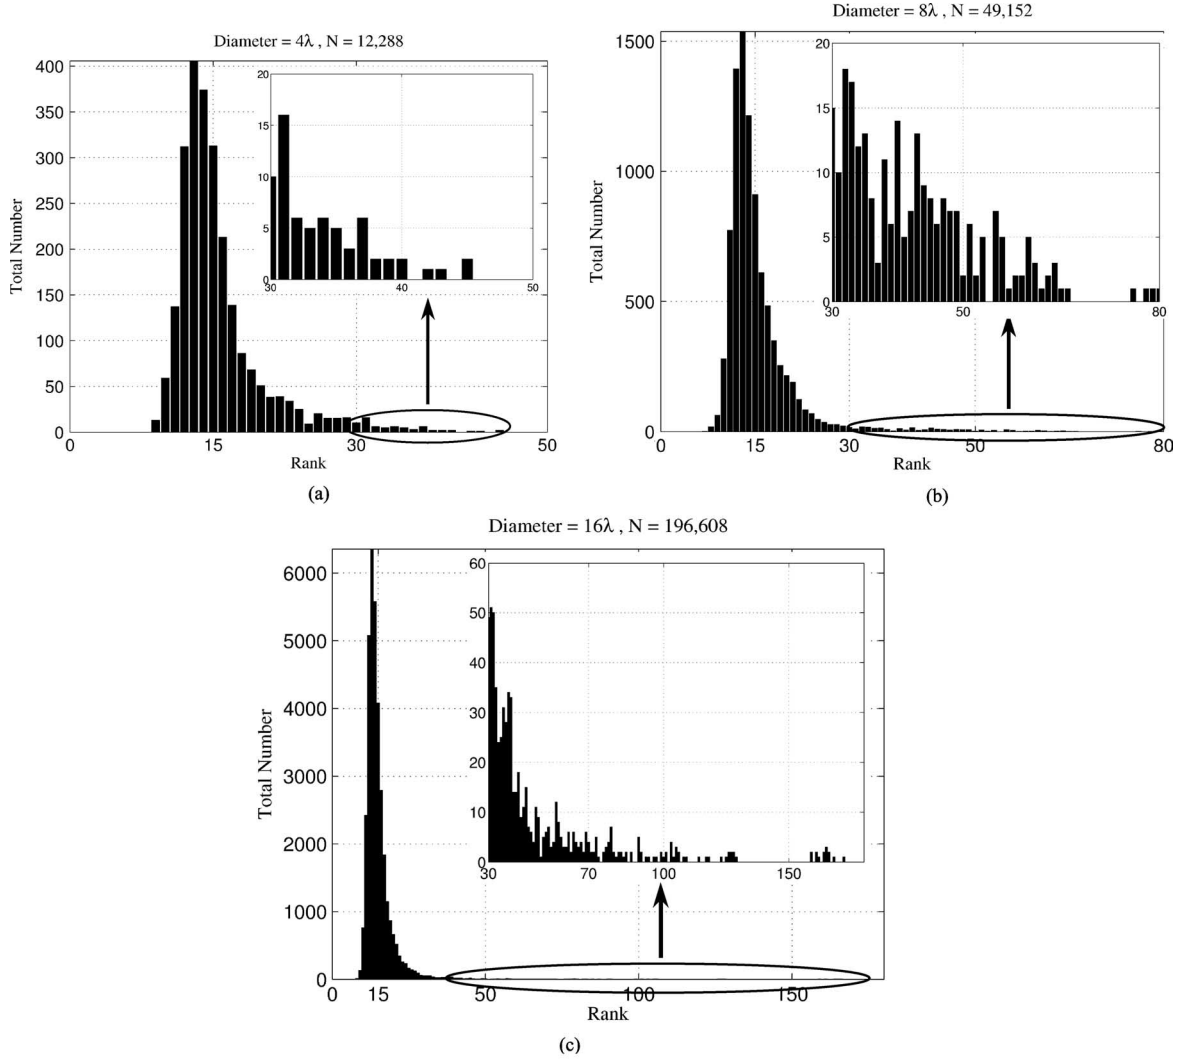 Diameter = 4λ , N = 12,288
400
350
300
250
200
150
100
50
0
0 15 30 50
Total Number
Rank
20
15
10
5
0
30 40 50
(a)
Diameter = 8λ , N = 49,152
1500
1000
500
0
0 15 30 50 80
Total Number
Rank
20
15
10
5
0
30 50 80
(b)
Diameter = 16λ , N = 196,608
6000
5000
4000
3000
2000
1000
0
0 15 50 100 150
Total Number
Rank
60
50
40
30
20
10
0
30 70 100 150
(c)